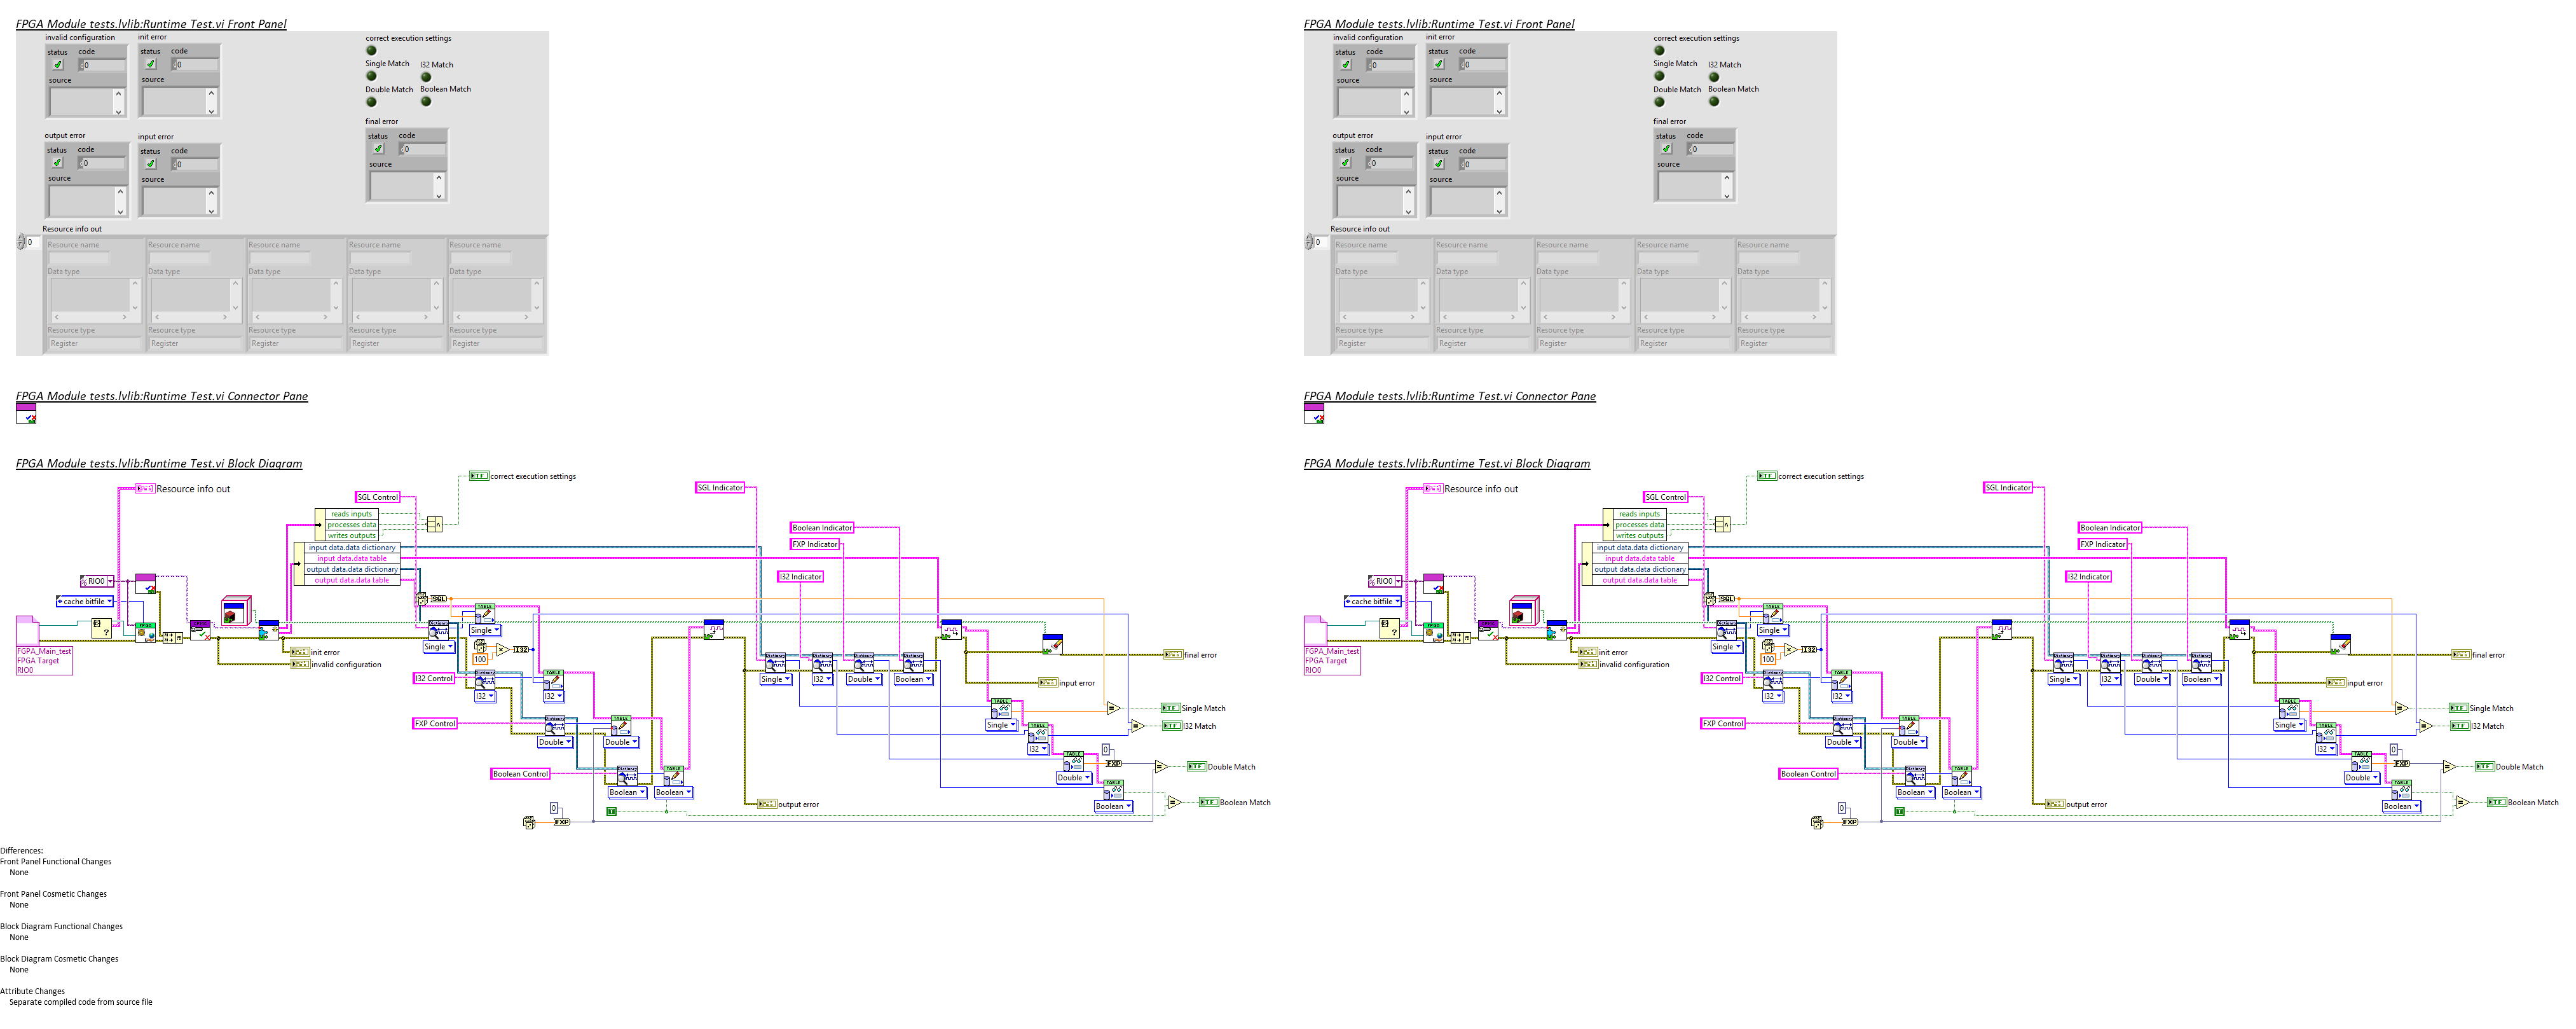 FPGA Module tests.lvlib:Runtime Test.vi Front Panel
invalid configuration
status code
0
source
init error
status code
0
source
correct execution settings
Single Match I32 Match
Double Match Boolean Match
output error
status code
0
source
input error
status code
0
source
final error
status code
0
source
Resource info out
0
Resource name Resource name Resource name Resource name Resource name
Data type Data type Data type Data type Data type
Resource type Resource type Resource type Resource type Resource type
Register Register Register Register Register
FPGA Module tests.lvlib:Runtime Test.vi Connector Pane
FPGA Module tests.lvlib:Runtime Test.vi Block Diagram
Resource info out
correct execution settings
SGL Control
SGL Indicator
reads inputs
processes data
writes outputs
Boolean Indicator
FXP Indicator
I32 Indicator
input data.data dictionary
input data.data table
output data.data dictionary
output data.data table
RIO0
cache bitfile
FGPA_Main_test
FPGA Target
RIO0
SGL
TABLE
Single
Single
100
I32
init error
invalid configuration
I32 Control
I32
I32
FXP Control
Double
Double
Boolean Control
Boolean
Boolean
0
FXP
output error
Single
I32
Double
Boolean
input error
final error
Single
I32
Double
Boolean
0
FXP
Single Match
I32 Match
Double Match
Boolean Match
FPGA Module tests.lvlib:Runtime Test.vi Front Panel
invalid configuration
status code
0
source
init error
status code
0
source
correct execution settings
Single Match I32 Match
Double Match Boolean Match
output error
status code
0
source
input error
status code
0
source
final error
status code
0
source
Resource info out
0
Resource name Resource name Resource name Resource name Resource name
Data type Data type Data type Data type Data type
Resource type Resource type Resource type Resource type Resource type
Register Register Register Register Register
FPGA Module tests.lvlib:Runtime Test.vi Connector Pane
FPGA Module tests.lvlib:Runtime Test.vi Block Diagram
Resource info out
correct execution settings
SGL Control
SGL Indicator
reads inputs
processes data
writes outputs
Boolean Indicator
FXP Indicator
I32 Indicator
input data.data dictionary
input data.data table
output data.data dictionary
output data.data table
RIO0
cache bitfile
FGPA_Main_test
FPGA Target
RIO0
SGL
TABLE
Single
Single
100
I32
init error
invalid configuration
I32 Control
I32
I32
FXP Control
Double
Double
Boolean Control
Boolean
Boolean
0
FXP
output error
Single
I32
Double
Boolean
input error
final error
Single
I32
Double
Boolean
0
FXP
Single Match
I32 Match
Double Match
Boolean Match
Differences:
Front Panel Functional Changes
None
Front Panel Cosmetic Changes
None
Block Diagram Functional Changes
None
Block Diagram Cosmetic Changes
None
Attribute Changes
Separate compiled code from source file